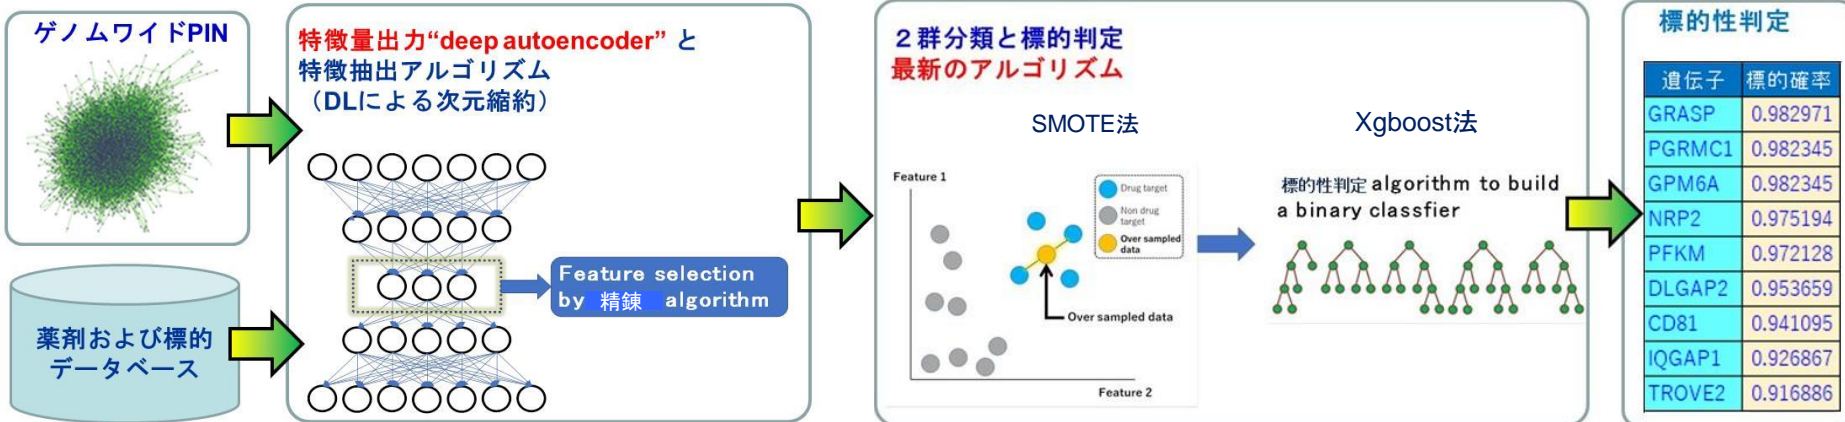 ゲノムワイドPIN
薬剤および標的
データベース
特徴量出力“deep autoencoder” と
特徴抽出アルゴリズム
（DLによる次元縮約）
Feature selection
by 精錬 algorithm
２群分類と標的判定
最新のアルゴリズム
SMOTE法
Feature 1
Drug target
Non drug
target
Over sampled
data
Over sampled data
Feature 2
Xgboost法
標的性判定 algorithm to build
a binary classfier
標的性判定
遺伝子 標的確率
GRASP 0.982971
PGRMC1 0.982345
GPM6A 0.982345
NRP2 0.975194
PFKM 0.972128
DLGAP2 0.953659
CD81 0.941095
IQGAP1 0.926867
TROVE2 0.916886